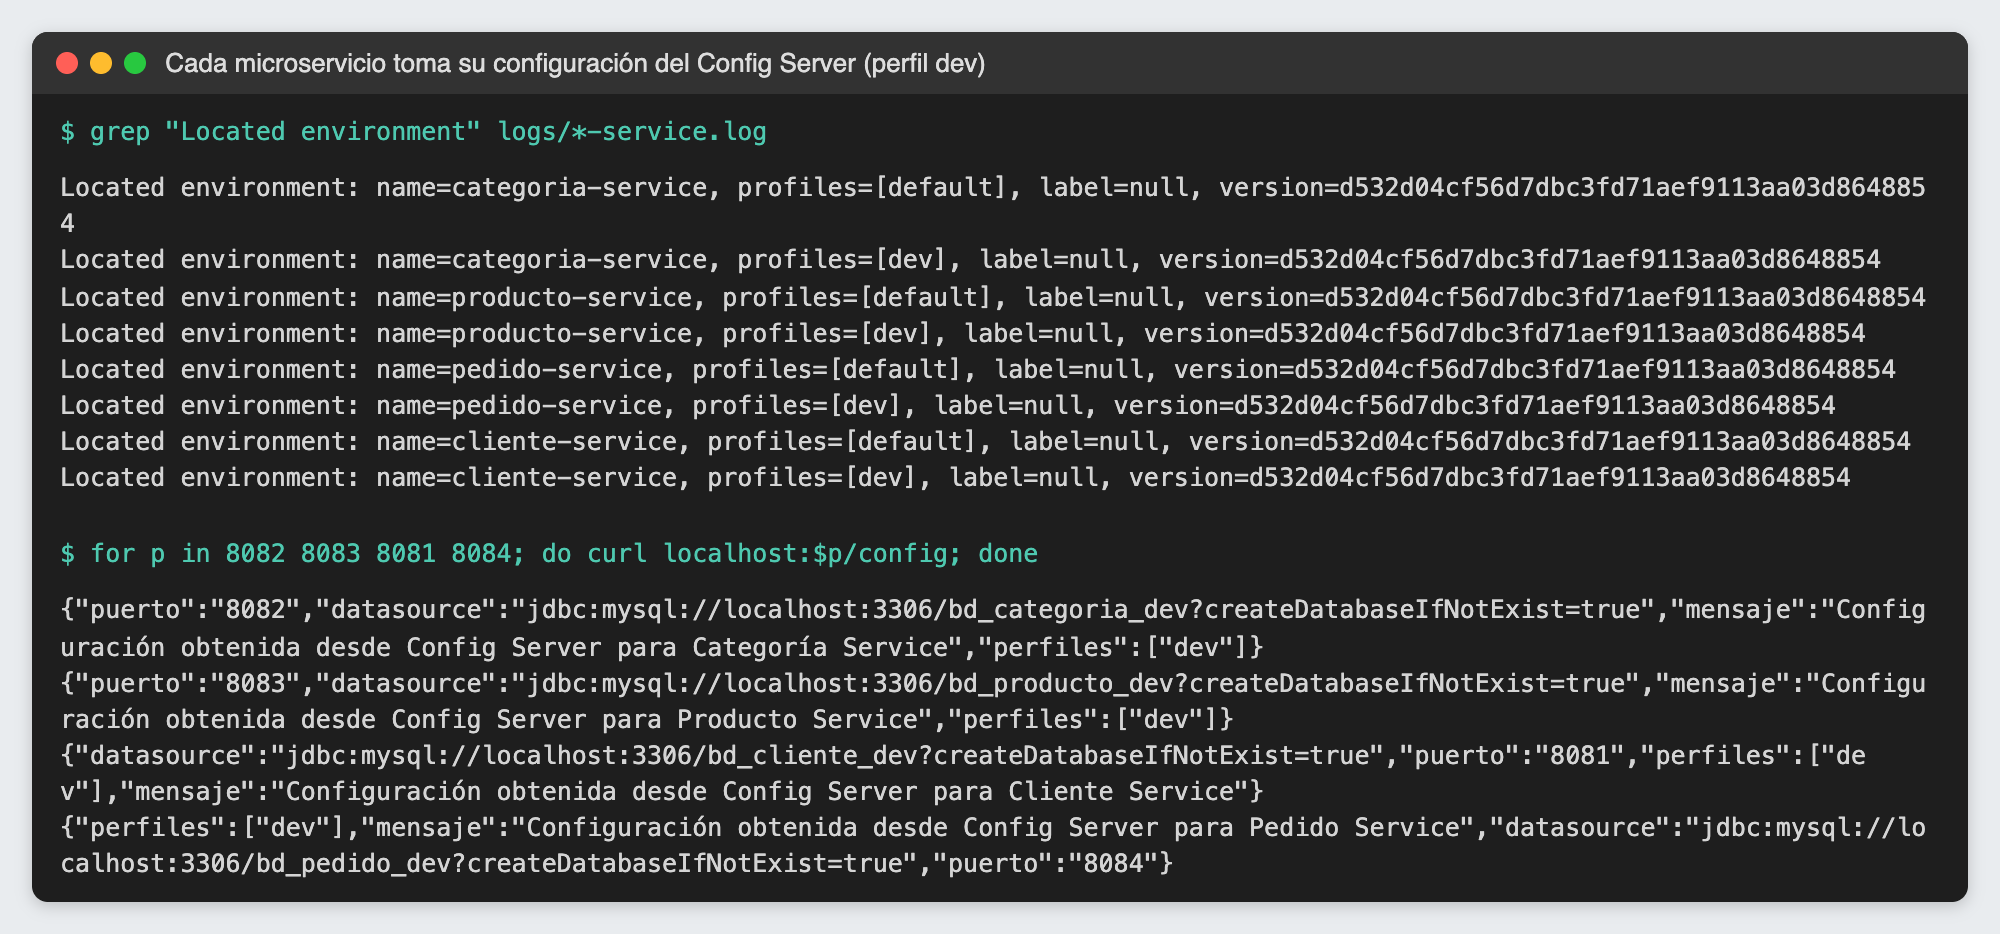 Cada microservicio toma su configuración del Config Server (perfil dev)
$ grep "Located environment" logs/*-service.log
Located environment: name=categoria-service, profiles=[default], label=null, version=d532d04cf56d7dbc3fd71aef9113aa03d864885
4
Located environment: name=categoria-service, profiles=[dev], label=null, version=d532d04cf56d7dbc3fd71aef9113aa03d8648854
Located environment: name=producto-service, profiles=[default], label=null, version=d532d04cf56d7dbc3fd71aef9113aa03d8648854
Located environment: name=producto-service, profiles=[dev], label=null, version=d532d04cf56d7dbc3fd71aef9113aa03d8648854
Located environment: name=pedido-service, profiles=[default], label=null, version=d532d04cf56d7dbc3fd71aef9113aa03d8648854
Located environment: name=pedido-service, profiles=[dev], label=null, version=d532d04cf56d7dbc3fd71aef9113aa03d8648854
Located environment: name=cliente-service, profiles=[default], label=null, version=d532d04cf56d7dbc3fd71aef9113aa03d8648854
Located environment: name=cliente-service, profiles=[dev], label=null, version=d532d04cf56d7dbc3fd71aef9113aa03d8648854
$ for p in 8082 8083 8081 8084; do curl localhost:$p/config; done
{"puerto":"8082","datasource":"jdbc:mysql://localhost:3306/bd_categoria_dev?createDatabaseIfNotExist=true","mensaje":"Config
uración obtenida desde Config Server para Categoría Service","perfiles":["dev"]}
{"puerto":"8083","datasource":"jdbc:mysql://localhost:3306/bd_producto_dev?createDatabaseIfNotExist=true","mensaje":"Configu
ración obtenida desde Config Server para Producto Service","perfiles":["dev"]}
{"datasource":"jdbc:mysql://localhost:3306/bd_cliente_dev?createDatabaseIfNotExist=true","puerto":"8081","perfiles":["de
v"],"mensaje":"Configuración obtenida desde Config Server para Cliente Service"}
{"perfiles":["dev"],"mensaje":"Configuración obtenida desde Config Server para Pedido Service","datasource":"jdbc:mysql://lo
calhost:3306/bd_pedido_dev?createDatabaseIfNotExist=true","puerto":"8084"}